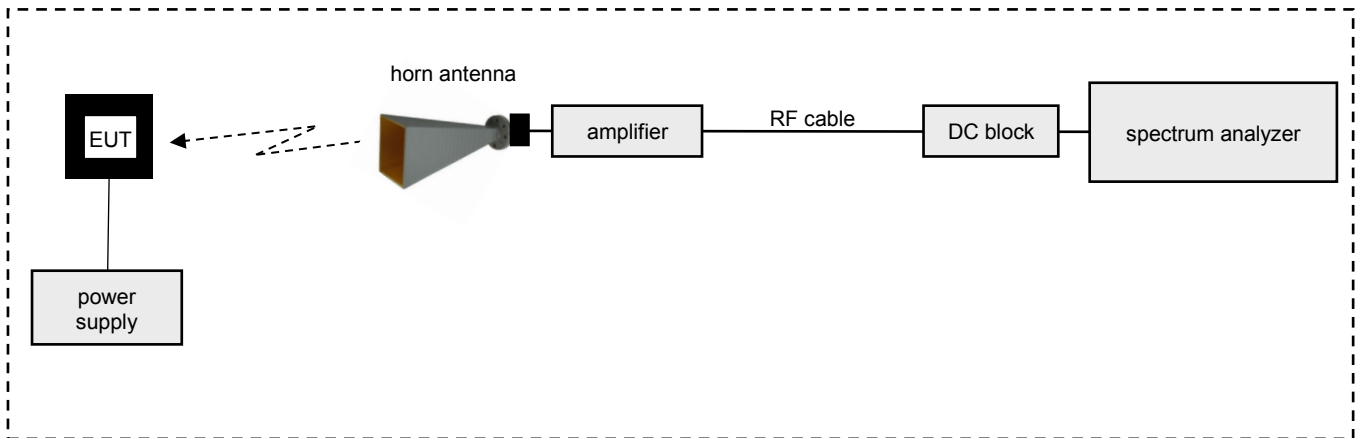 horn antenna
EUT
amplifier
RF cable
DC block
spectrum analyzer
power
supply